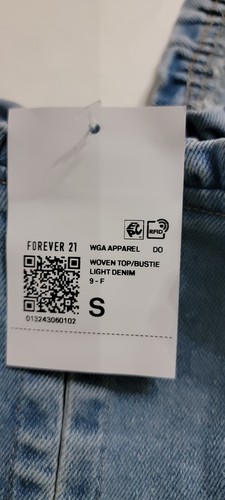 RFID
FOREVER 21
WGA APPAREL DO
WOVEN TOP/BUSTIE
LIGHT DENIM
9 - F
S
013243060102